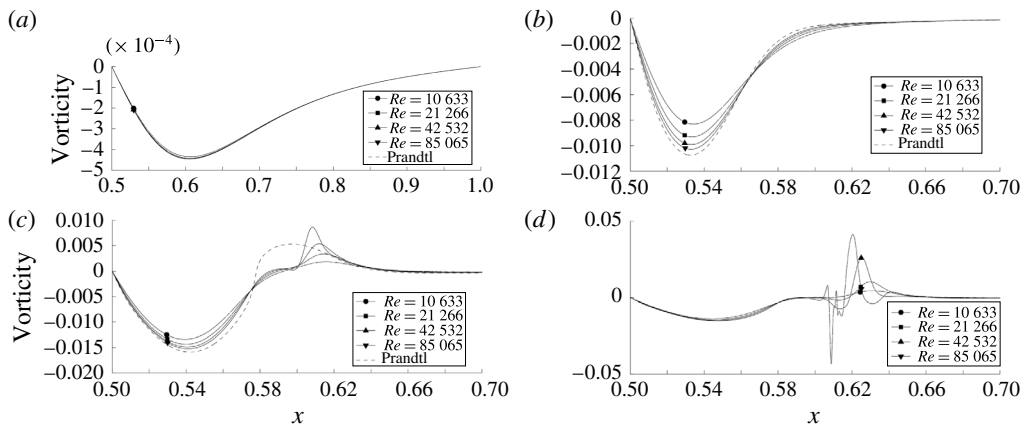 (a)
(× 10−4)
0
−1
−2
−3
−4
−5
Vorticity
0.5 0.6 0.7 0.8 0.9 1.0
Re = 10 633
Re = 21 266
Re = 42 532
Re = 85 065
Prandtl
(b)
0
−0.002
−0.004
−0.006
−0.008
−0.010
−0.012
0.50 0.54 0.58 0.62 0.66 0.70
Re = 10 633
Re = 21 266
Re = 42 532
Re = 85 065
Prandtl
(c)
0.010
0.005
0
−0.005
−0.010
−0.015
−0.020
Vorticity
0.50 0.54 0.58 0.62 0.66 0.70
x
Re = 10 633
Re = 21 266
Re = 42 532
Re = 85 065
Prandtl
(d)
0.05
0
−0.05
0.50 0.54 0.58 0.62 0.66 0.70
x
Re = 10 633
Re = 21 266
Re = 42 532
Re = 85 065